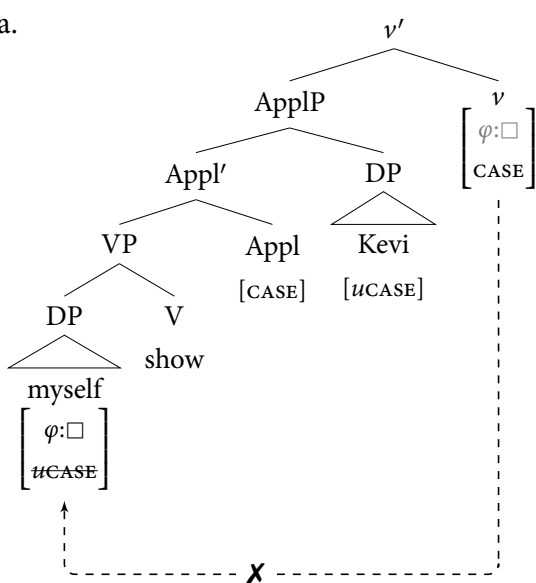 a.
v′
ApplP
v
[φ:□
CASE]
Appl′
DP
VP
Appl
Kevi
[CASE]
[uCASE]
DP
V
show
myself
[φ:□
uCASE]
✗